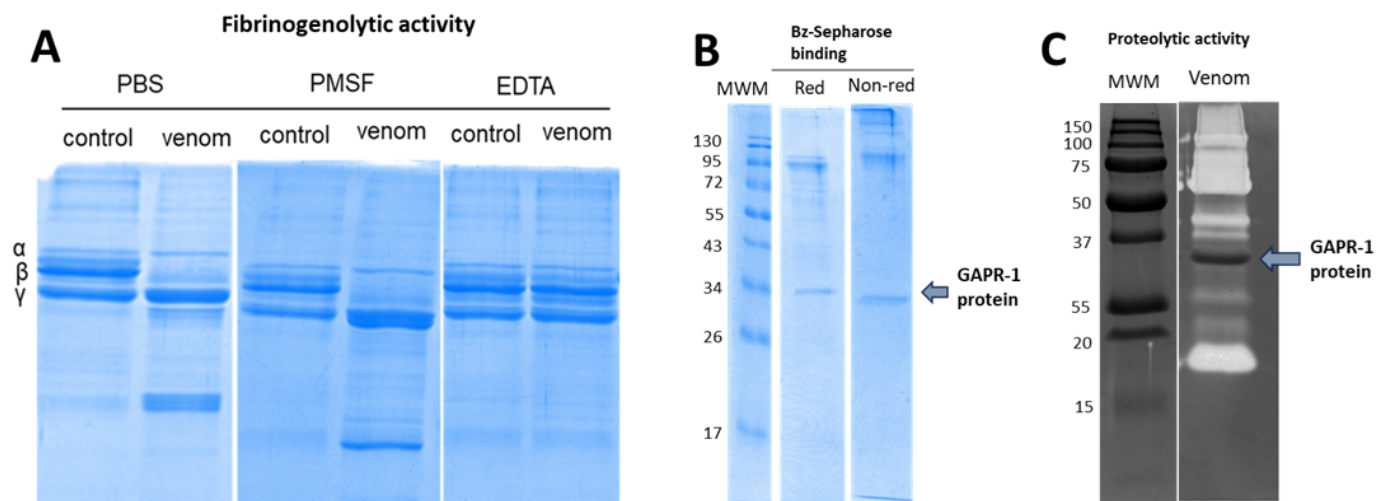 Fibrinogenolytic activity
A
PBS PMSF EDTA
control venom control venom control venom
α
β
γ
B
Bz-Sepharose
binding
MWM Red Non-red
130
95
72
55
43
34
26
17
GAPR-1
protein
C
Proteolytic activity
MWM Venom
150
100
75
50
37
55
20
15
GAPR-1
protein